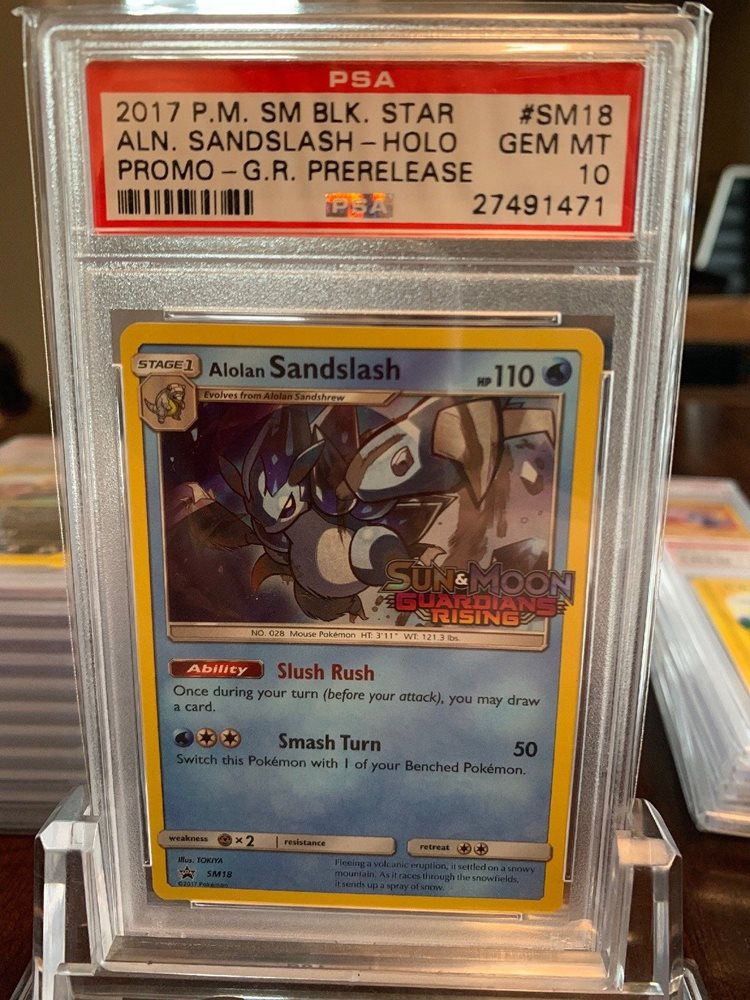 PSA
2017 P.M. SM BLK. STAR #SM18
ALN. SANDSLASH - HOLO GEM MT
PROMO - G.R. PRERELEASE 10
PSA 27491471
STAGE 1 Alolan Sandslash HP 110
Evolves from Alolan Sandshrew
SUN & MOON
GUARDIANS
RISING
NO. 028 Mouse Pokémon HT: 3'11" WT: 121.3 lbs.
Ability Slush Rush
Once during your turn (before your attack), you may draw
a card.
Smash Turn 50
Switch this Pokémon with 1 of your Benched Pokémon.
weakness ×2 resistance retreat
Illus. TOKIYA
SM18
©2017 Pokémon
Fleeing a volcanic eruption, it settled on a snowy
mountain. As it races through the snowfields,
it sends up a spray of snow.